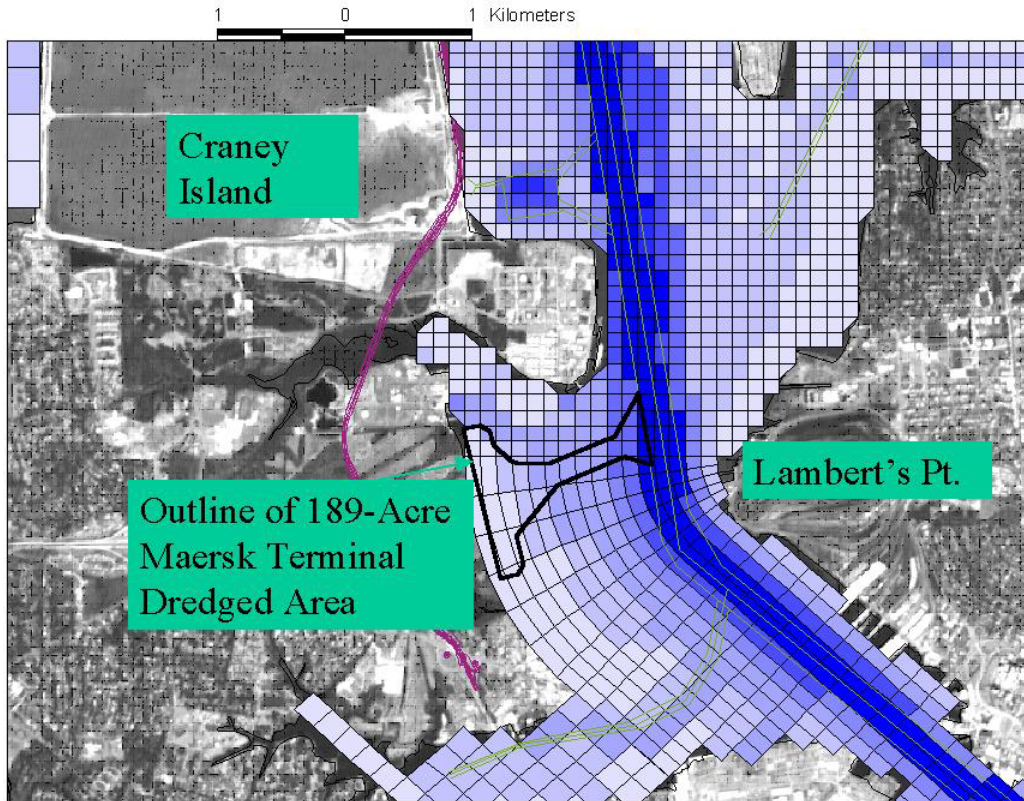 1 0 1 Kilometers
Craney
Island
Lambert's Pt.
Outline of 189-Acre
Maersk Terminal
Dredged Area